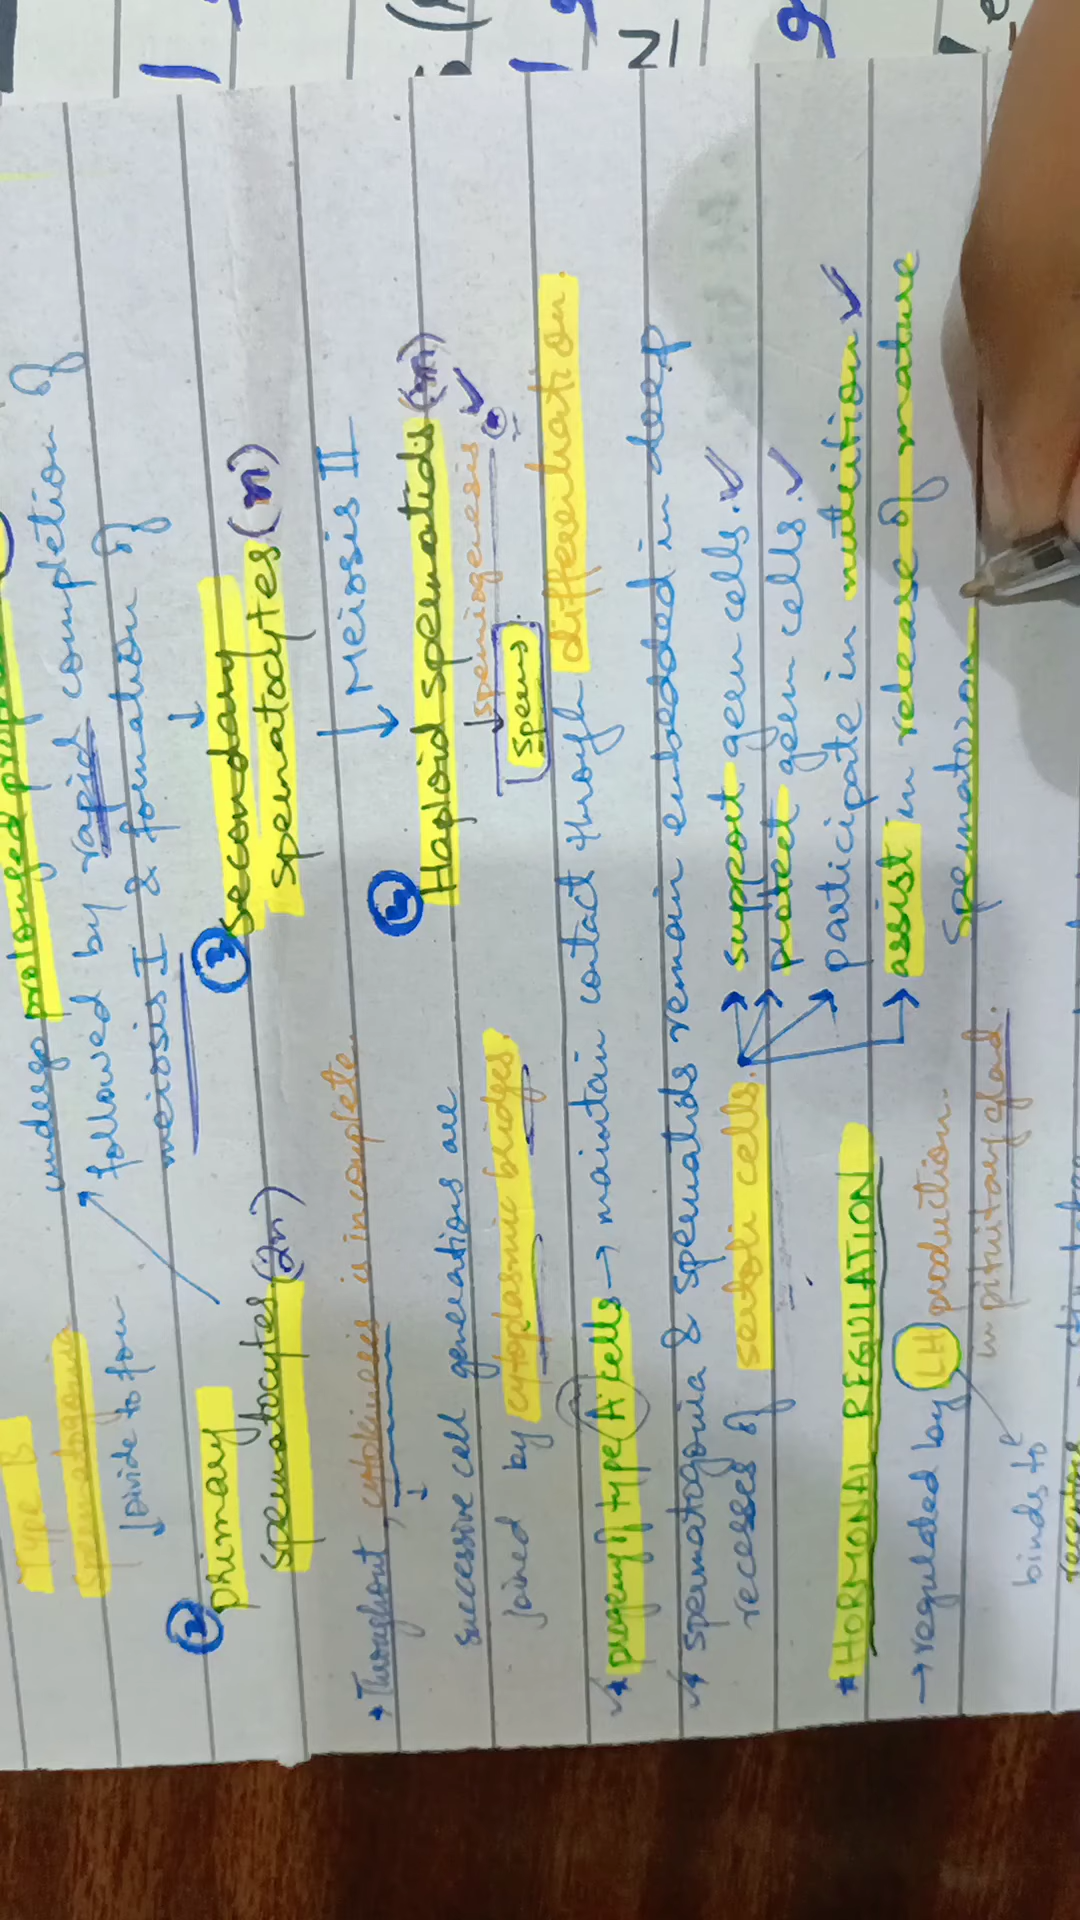 Type B
spermatogonia
undergo prolonged
↓ Divide to four
followed by rapid completion of
meiosis I & formation of
② primary
spermatocytes (2n)
③ secondary
spermatocytes (n)
↓ Meiosis II
④ Haploid spermatids (n)
spermiogenesis
sperms
* Throughout, cytokinesis is incomplete.
↓
successive cell generations are
joined by cytoplasmic bridges.
* progeny of type A cells → maintain contact through differentiation.
* spermatogonia & spermatids remain embedded in deep
recesses of sertoli cells.
→ support germ cells.
→ protect germ cells.
→ participate in nutrition
→ assist in release of mature
spermatozoa
* HORMONAL REGULATION
→ regulated by LH production.
in pituitary glad.
binds to